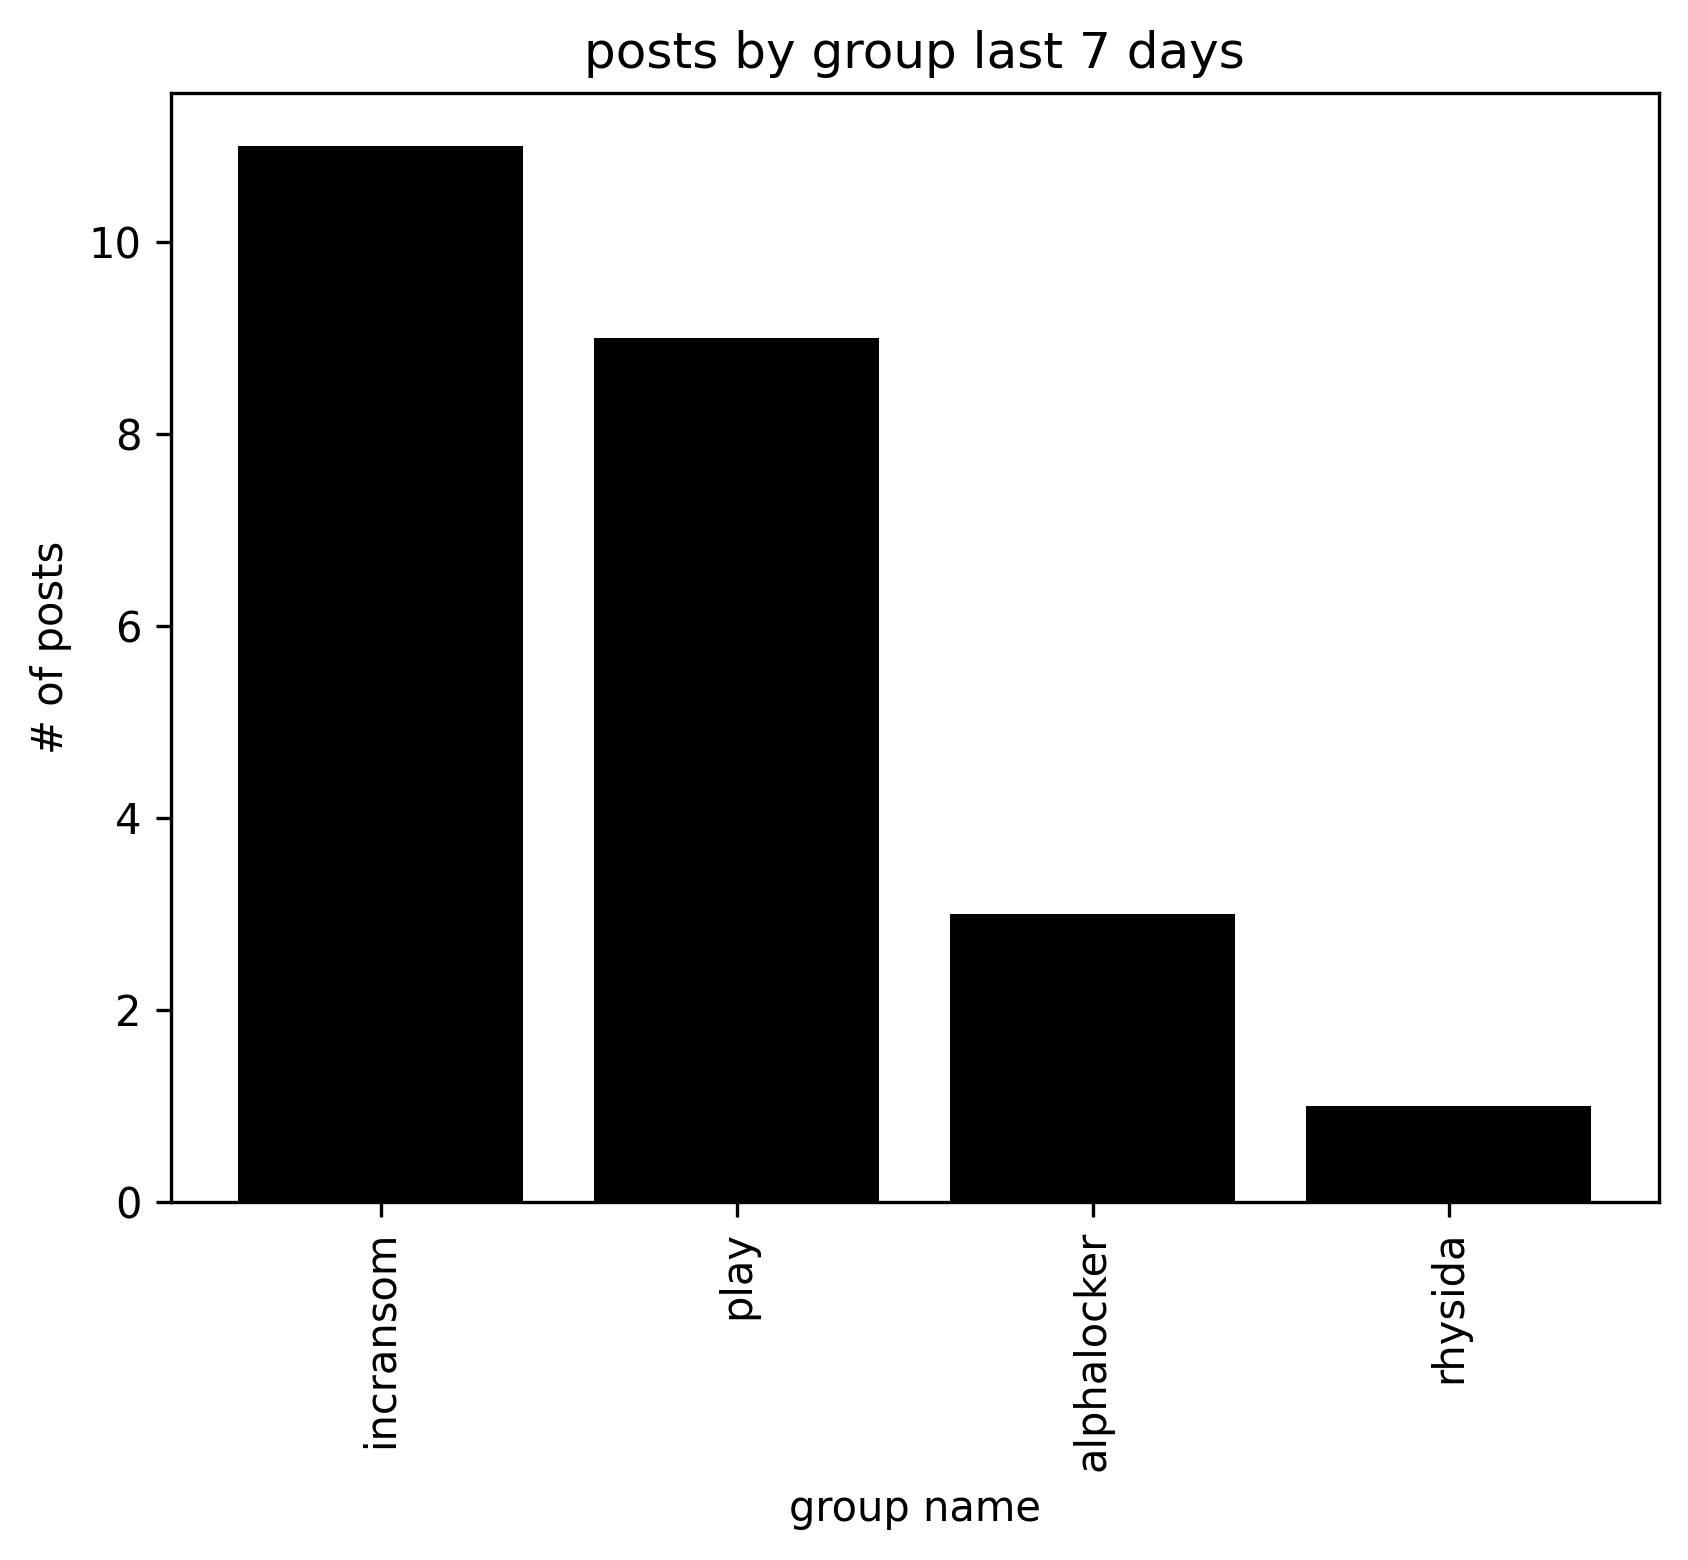 posts by group last 7 days
# of posts
10
8
6
4
2
0
incransom
play
alphalocker
rhysida
group name